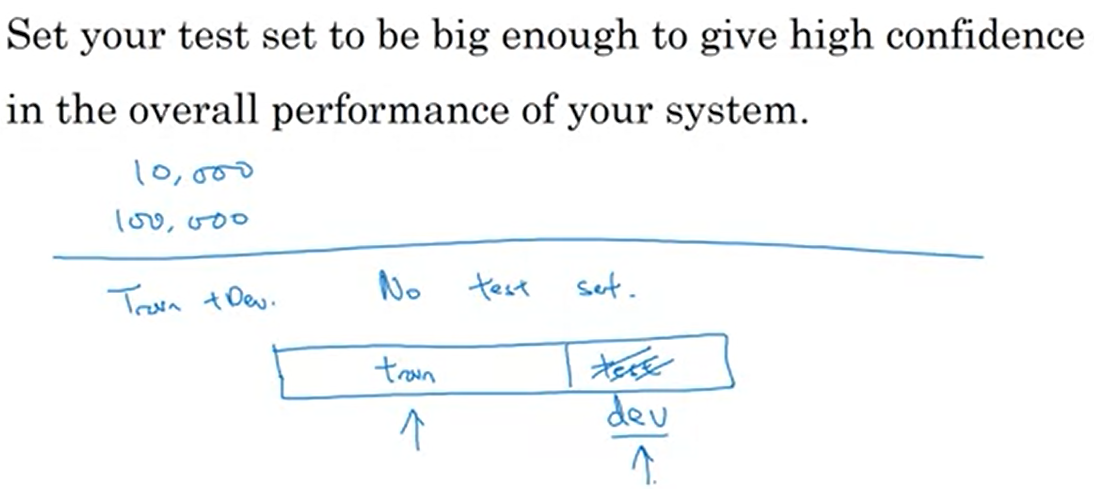 Set your test set to be big enough to give high confidence
in the overall performance of your system.
10,000
100,000
Train + Dev. No test set.
train test
dev